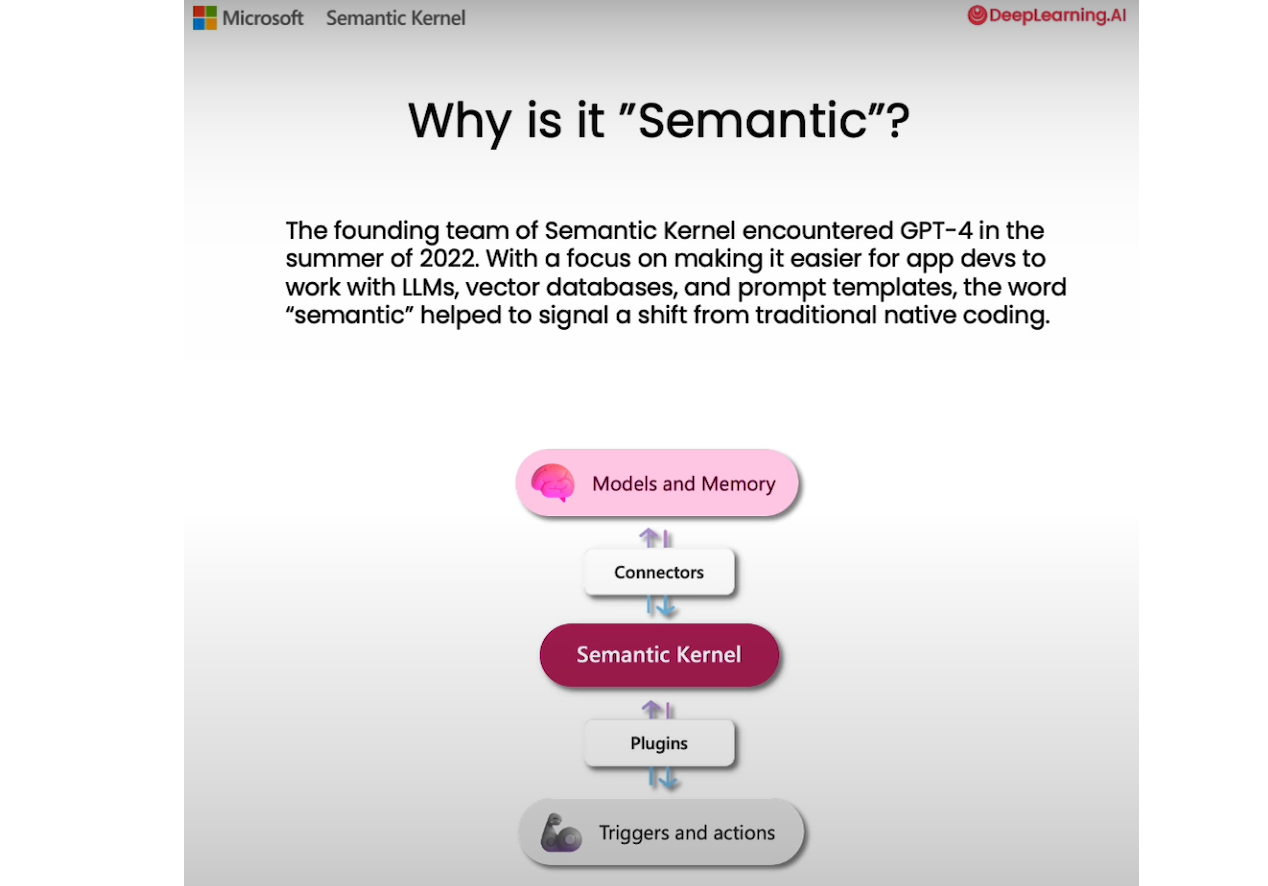 Microsoft Semantic Kernel
DeepLearning.AI
Why is it ”Semantic”?
The founding team of Semantic Kernel encountered GPT-4 in the
summer of 2022. With a focus on making it easier for app devs to
work with LLMs, vector databases, and prompt templates, the word
“semantic” helped to signal a shift from traditional native coding.
Models and Memory
Connectors
Semantic Kernel
Plugins
Triggers and actions